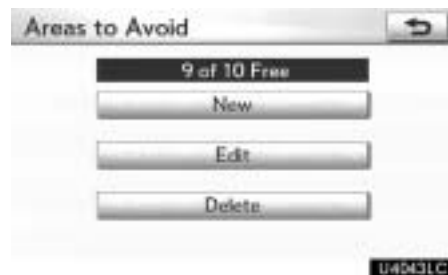 Areas to Avoid
9 of 10 Free
New
Edit
Delete
U4043LC